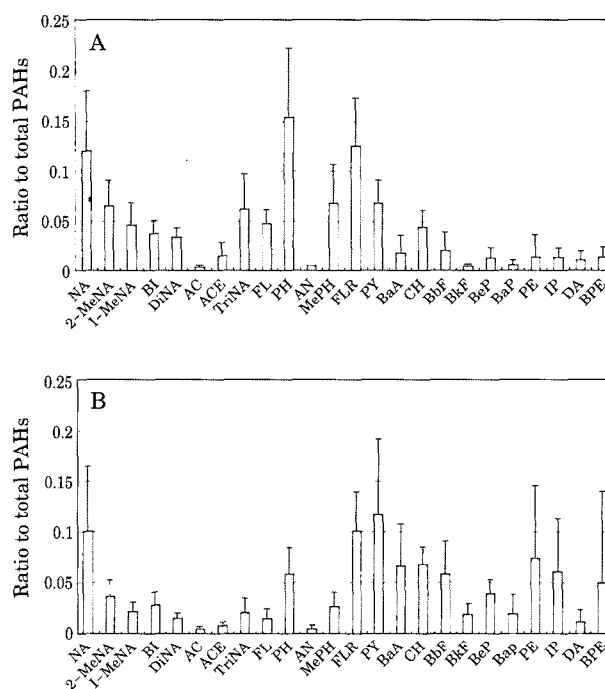 A
Ratio to total PAHs
0.25
0.2
0.15
0.1
0.05
0
NA 2-MeNA 1-MeNA BI DiNA AC ACE TriNA FL PH AN MePH FLR PY BaA CH BbF BkF BeP BaP PE IP DA BPE
B
Ratio to total PAHs
0.25
0.2
0.15
0.1
0.05
0
NA 2-MeNA 1-MeNA BI DiNA AC ACE TriNA FL PH AN MePH FLR PY BaA CH BbF BkF BeP Bap PE IP DA BPE